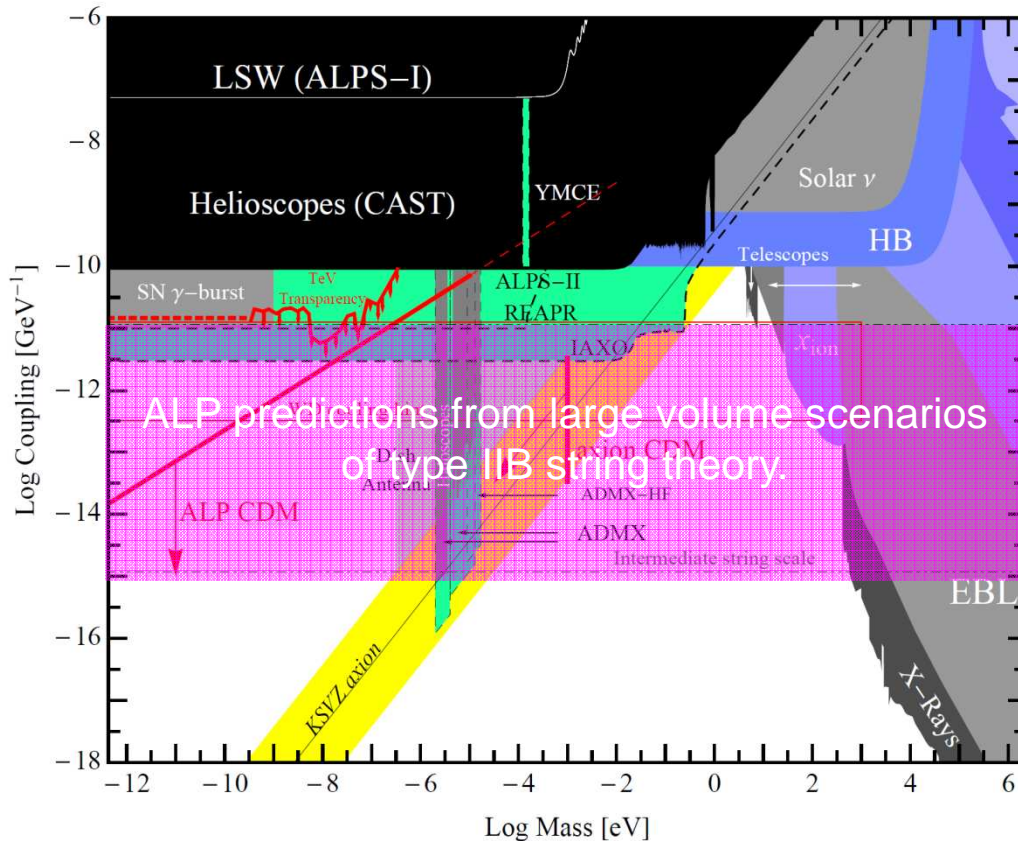 −6
−8
−10
−12
−14
−16
−18
Log Coupling [GeV⁻¹]
LSW (ALPS−I)
Helioscopes (CAST)
YMCE
Solar ν
HB
Telescopes
SN γ−burst
TeV
Transparency
ALPS−II
REAPR
IAXO
xion
ALP predictions from large volume scenarios
of type IIB string theory.
axion CDM
Dish
Antenna
ADMX−HF
ALP CDM
ADMX
Intermediate string scale
EBL
KSVZ axion
X−Rays
−12
−10
−8
−6
−4
−2
0
2
4
6
Log Mass [eV]